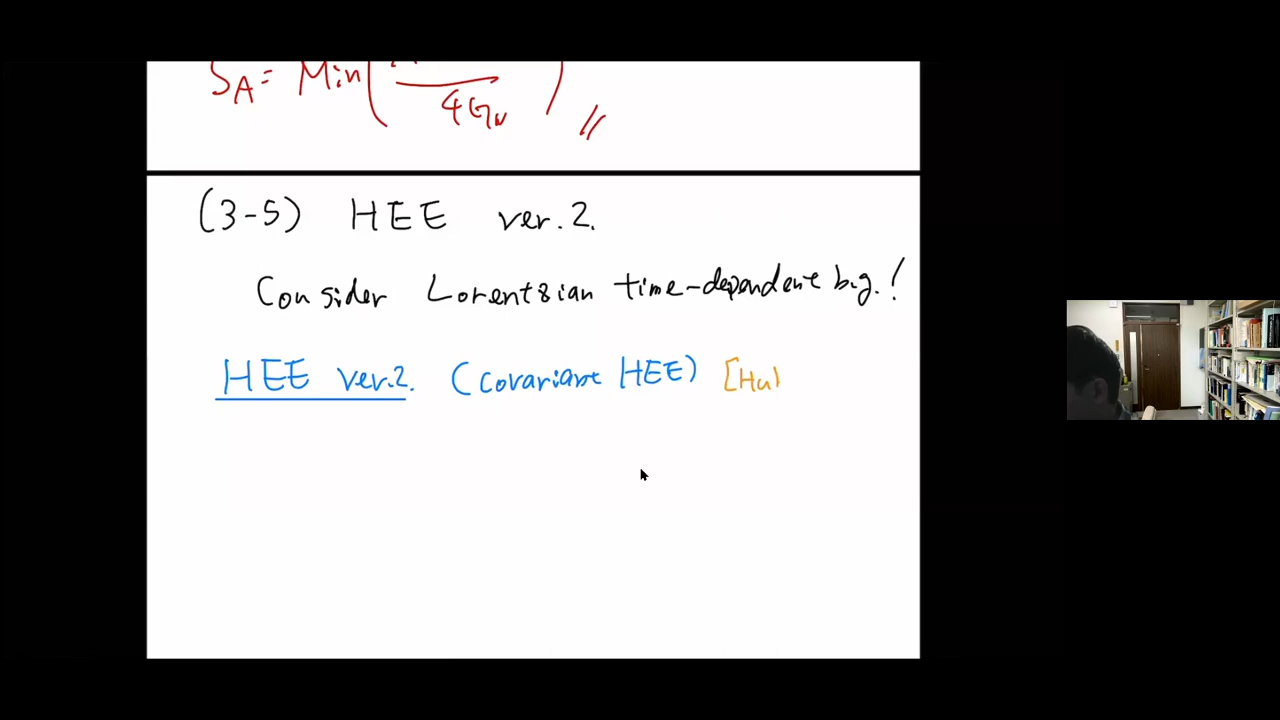 S_A = Min( / 4G_N ) //
(3-5) HEE ver. 2.
Consider Lorentzian time-dependent b.g. !
HEE ver.2. (covariant HEE) [Hu